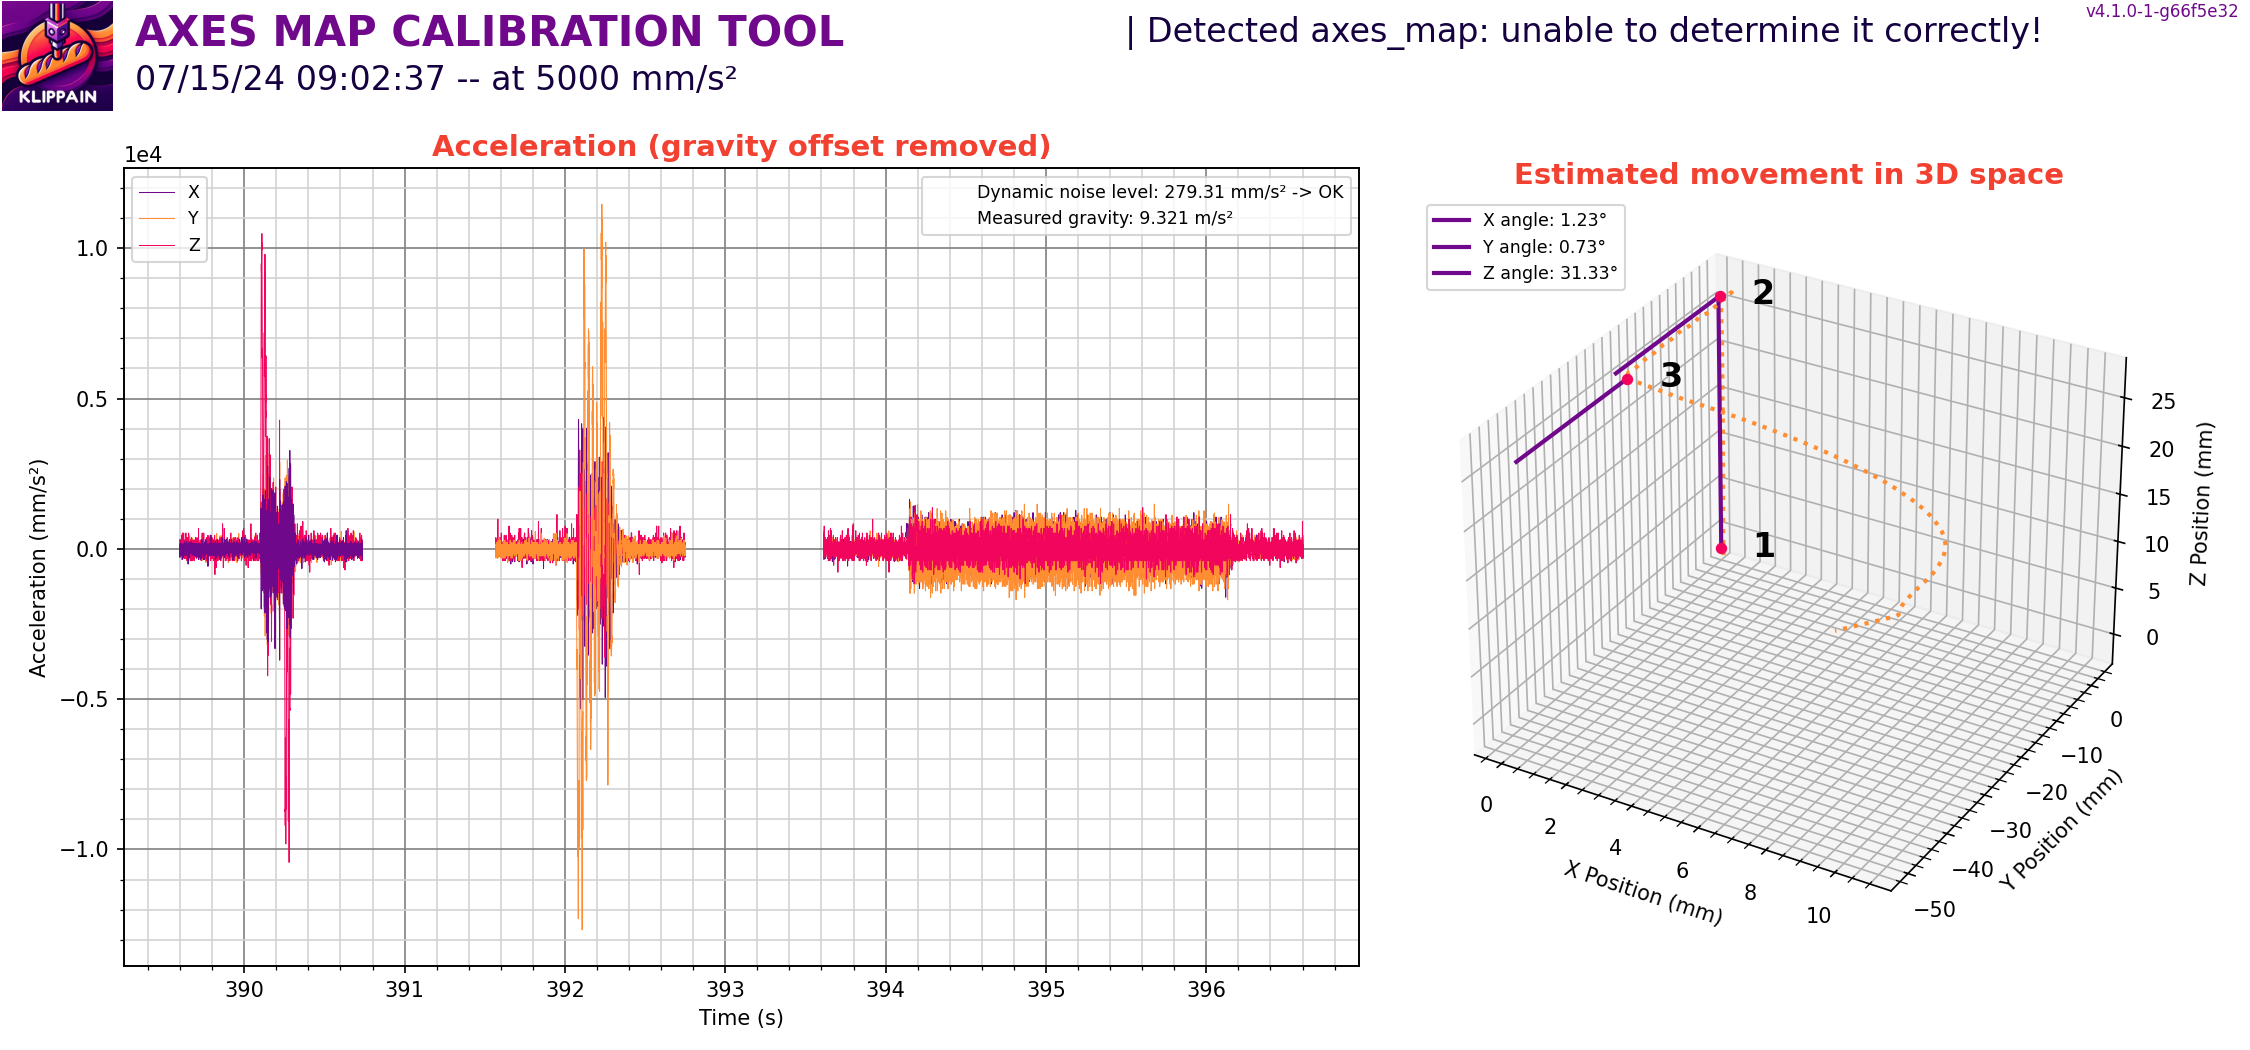 KLIPPAIN
AXES MAP CALIBRATION TOOL
07/15/24 09:02:37 -- at 5000 mm/s²
| Detected axes_map: unable to determine it correctly!
v4.1.0-1-g66f5e32
Acceleration (gravity offset removed)
1e4
X
Y
Z
Dynamic noise level: 279.31 mm/s² -> OK
Measured gravity: 9.321 m/s²
1.0
0.5
0.0
−0.5
−1.0
Acceleration (mm/s²)
390
391
392
393
394
395
396
Time (s)
Estimated movement in 3D space
X angle: 1.23°
Y angle: 0.73°
Z angle: 31.33°
2
3
1
25
20
15
10
5
0
Z Position (mm)
0
−10
−20
−30
−40
−50
Y Position (mm)
0
2
4
6
8
10
X Position (mm)